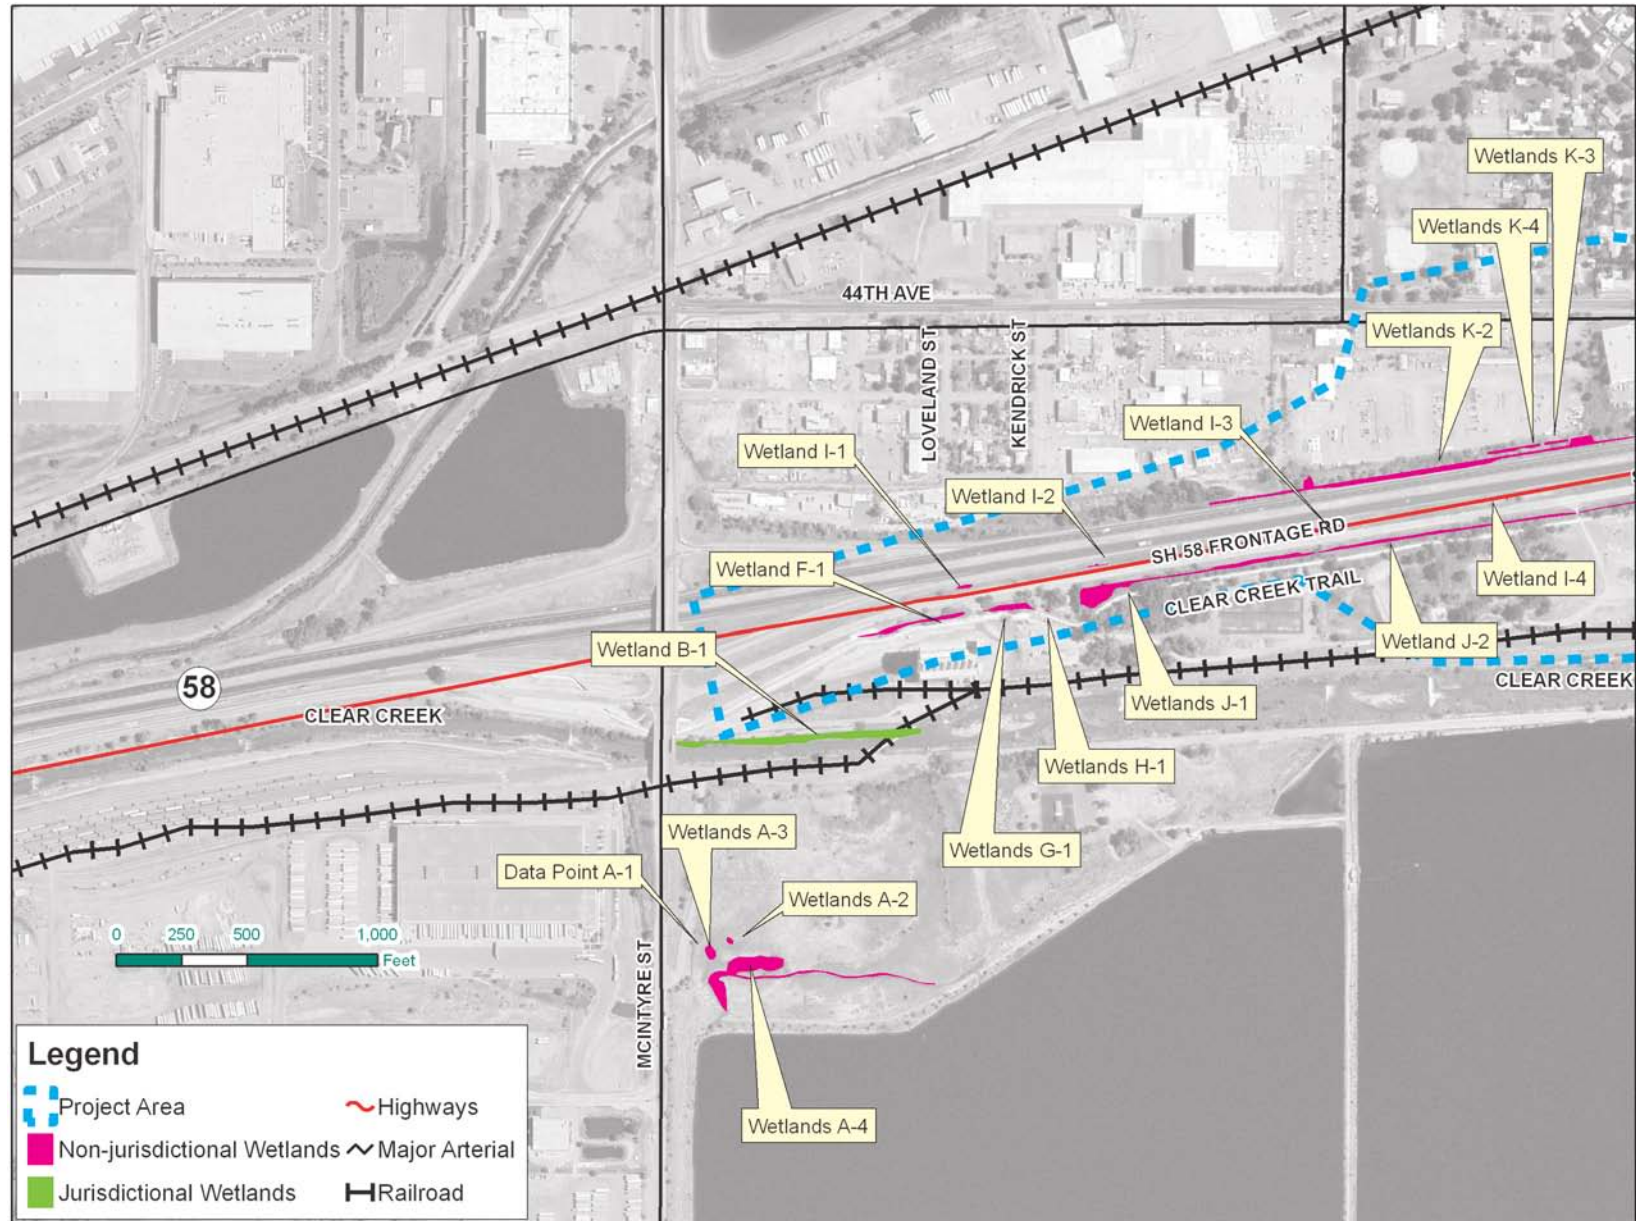 Wetlands K-3
Wetlands K-4
44TH AVE
Wetlands K-2
LOVELAND ST
KENDRICK ST
Wetland I-3
Wetland I-1
Wetland I-2
SH 58 FRONTAGE RD
Wetland F-1
Wetland I-4
CLEAR CREEK TRAIL
Wetland B-1
Wetland J-2
58
CLEAR CREEK
CLEAR CREEK
Wetlands J-1
Wetlands H-1
Wetlands A-3
Wetlands G-1
Data Point A-1
Wetlands A-2
0 250 500 1,000
Feet
MCINTYRE ST
Wetlands A-4
Legend
Project Area
Highways
Non-jurisdictional Wetlands
Major Arterial
Jurisdictional Wetlands
Railroad